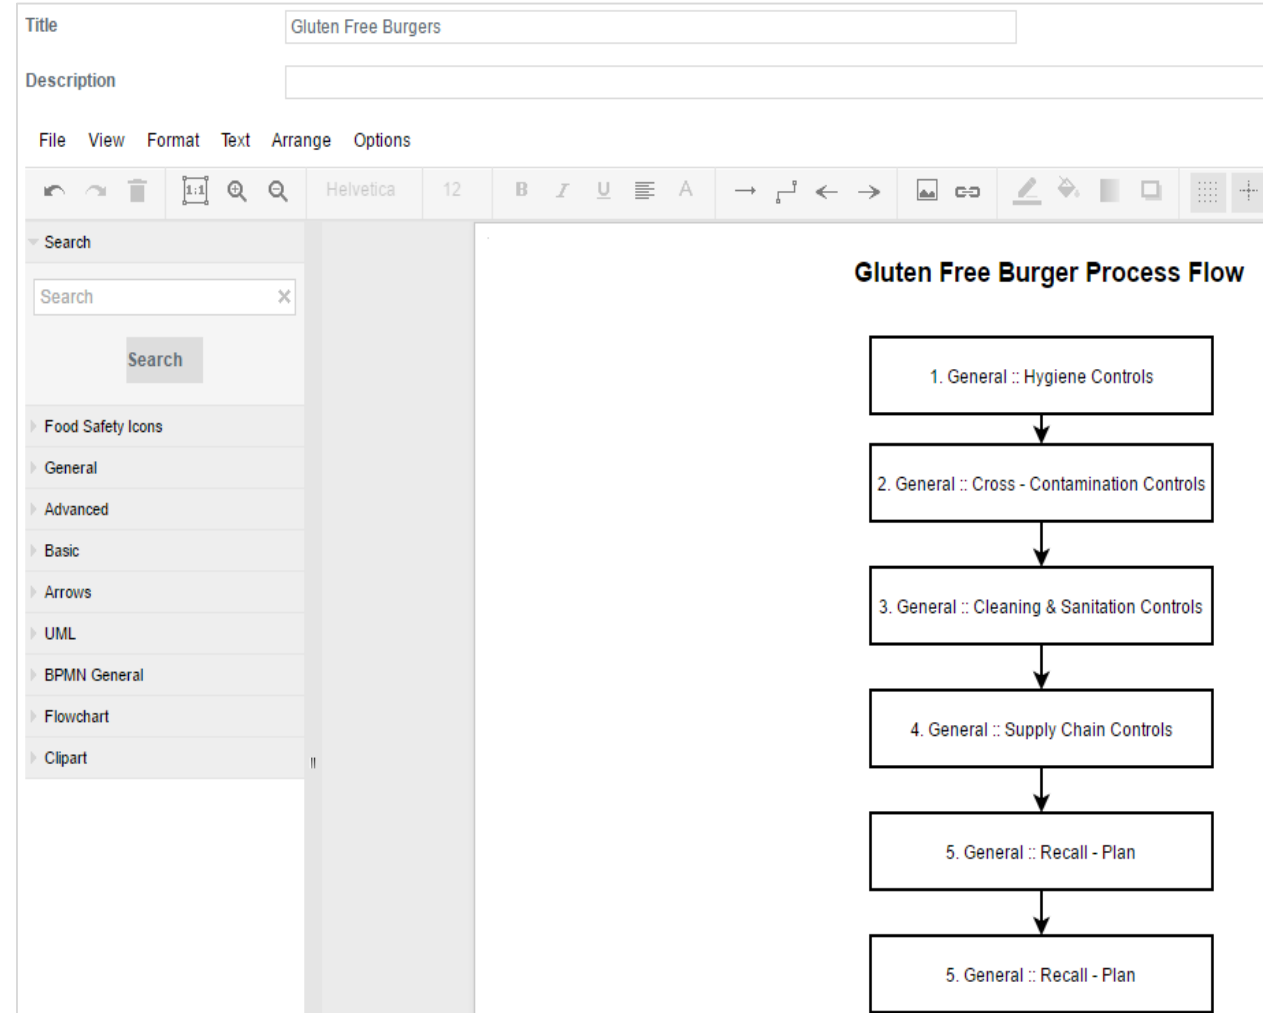 Title
Gluten Free Burgers
Description
File View Format Text Arrange Options
1:1 Helvetica 12 B I U A
Search
Search
Search
Food Safety Icons
General
Advanced
Basic
Arrows
UML
BPMN General
Flowchart
Clipart
Gluten Free Burger Process Flow
1. General :: Hygiene Controls
2. General :: Cross - Contamination Controls
3. General :: Cleaning & Sanitation Controls
4. General :: Supply Chain Controls
5. General :: Recall - Plan
5. General :: Recall - Plan